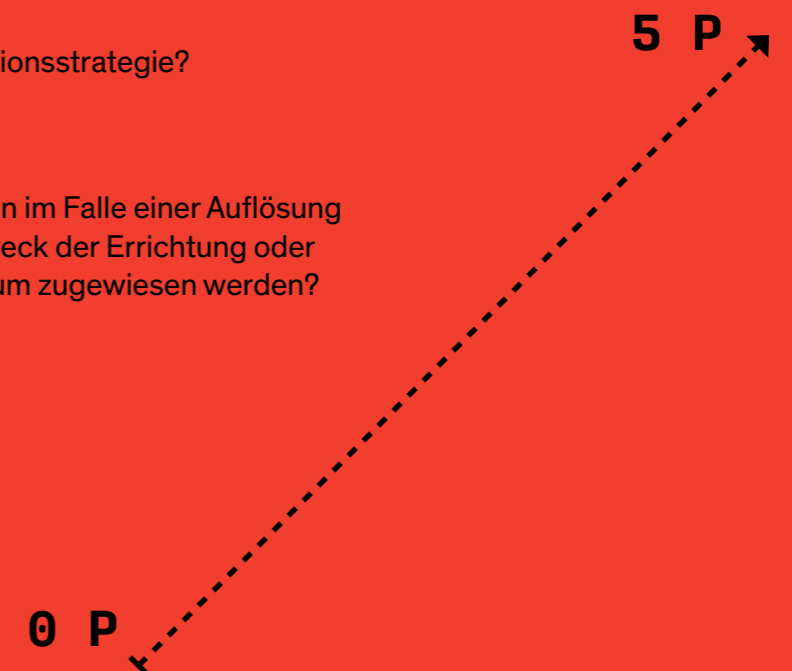 5 P
ionsstrategie?
n im Falle einer Auflösung
eck der Errichtung oder
um zugewiesen werden?
0 P